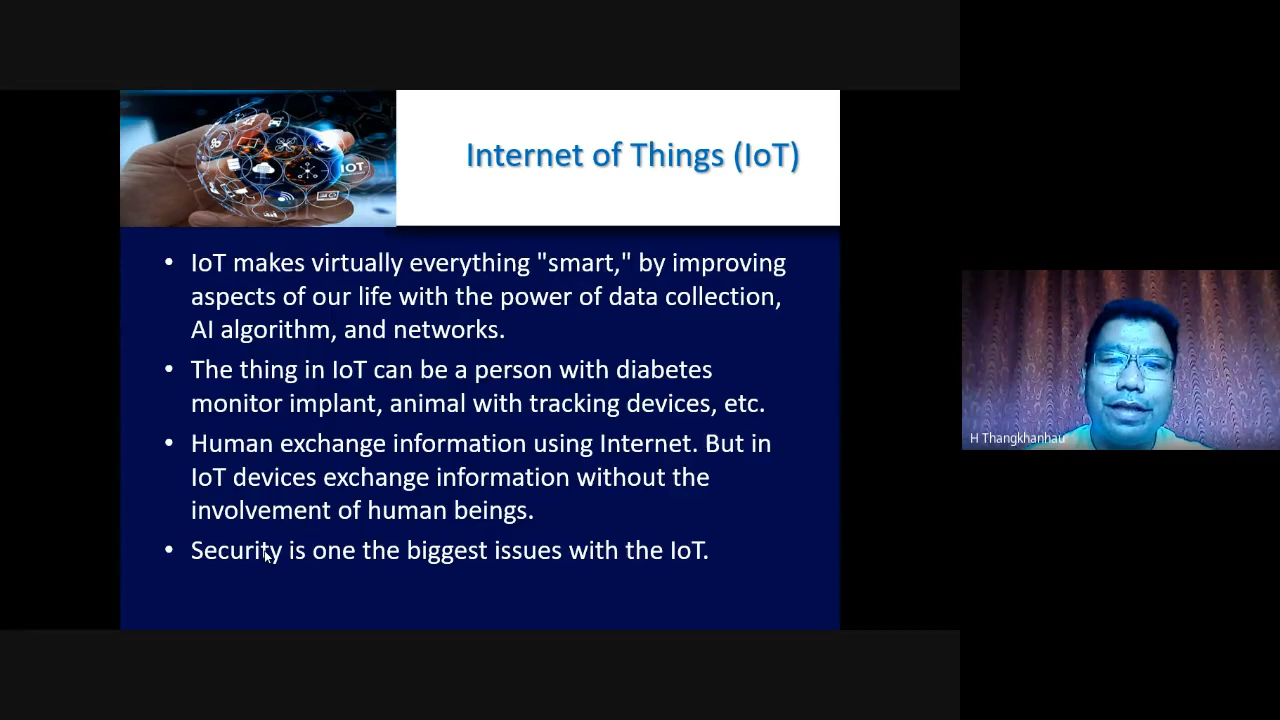 Internet of Things (IoT)
IOT
• IoT makes virtually everything "smart," by improving
aspects of our life with the power of data collection,
AI algorithm, and networks.
• The thing in IoT can be a person with diabetes
monitor implant, animal with tracking devices, etc.
• Human exchange information using Internet. But in
IoT devices exchange information without the
involvement of human beings.
• Security is one the biggest issues with the IoT.
H Thangkhanhau